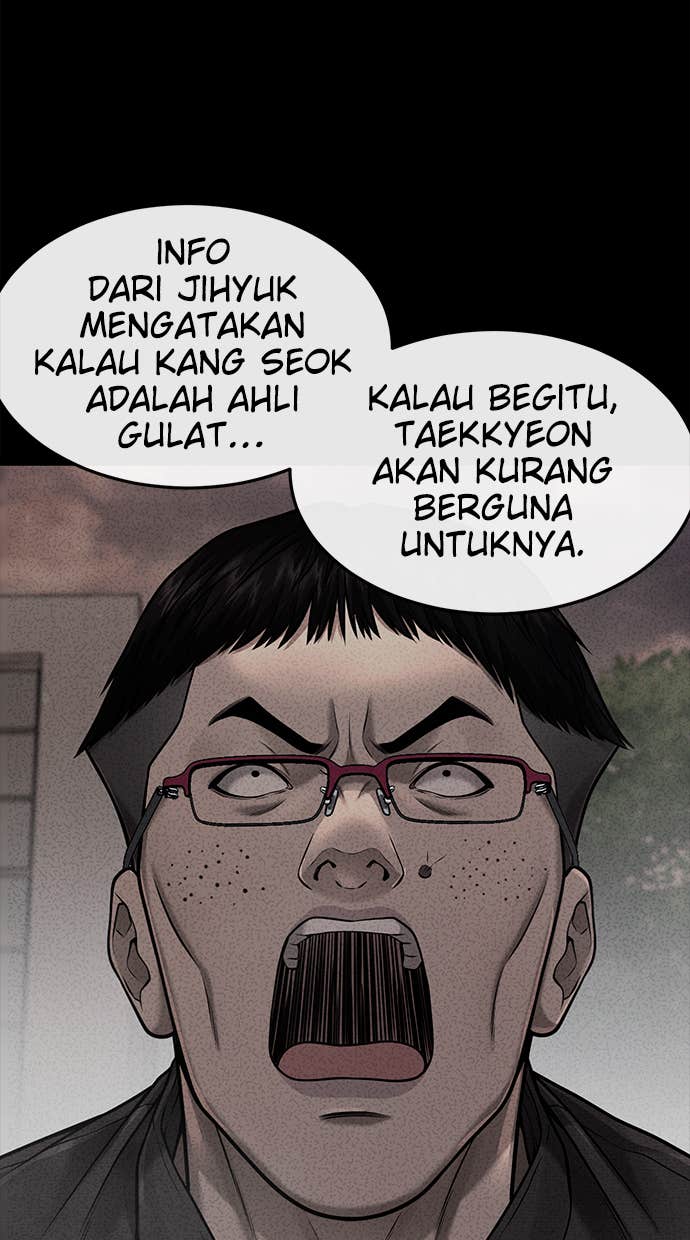 INFO
DARI JIHYUK
MENGATAKAN
KALAU KANG SEOK
ADALAH AHLI
GULAT...
KALAU BEGITU,
TAEKKYEON
AKAN KURANG
BERGUNA
UNTUKNYA.